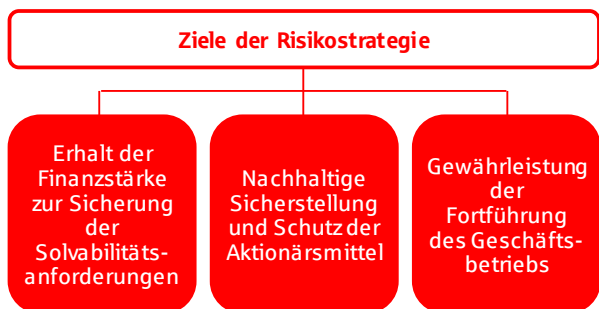 Ziele der Risikostrategie
Erhalt der
Finanzstärke
zur Sicherung
der
Solvabilitäts-
anforderungen
Nachhaltige
Sicherstellung
und Schutz der
Aktionärsmittel
Gewährleistung
der
Fortführung
des Geschäfts-
betriebs